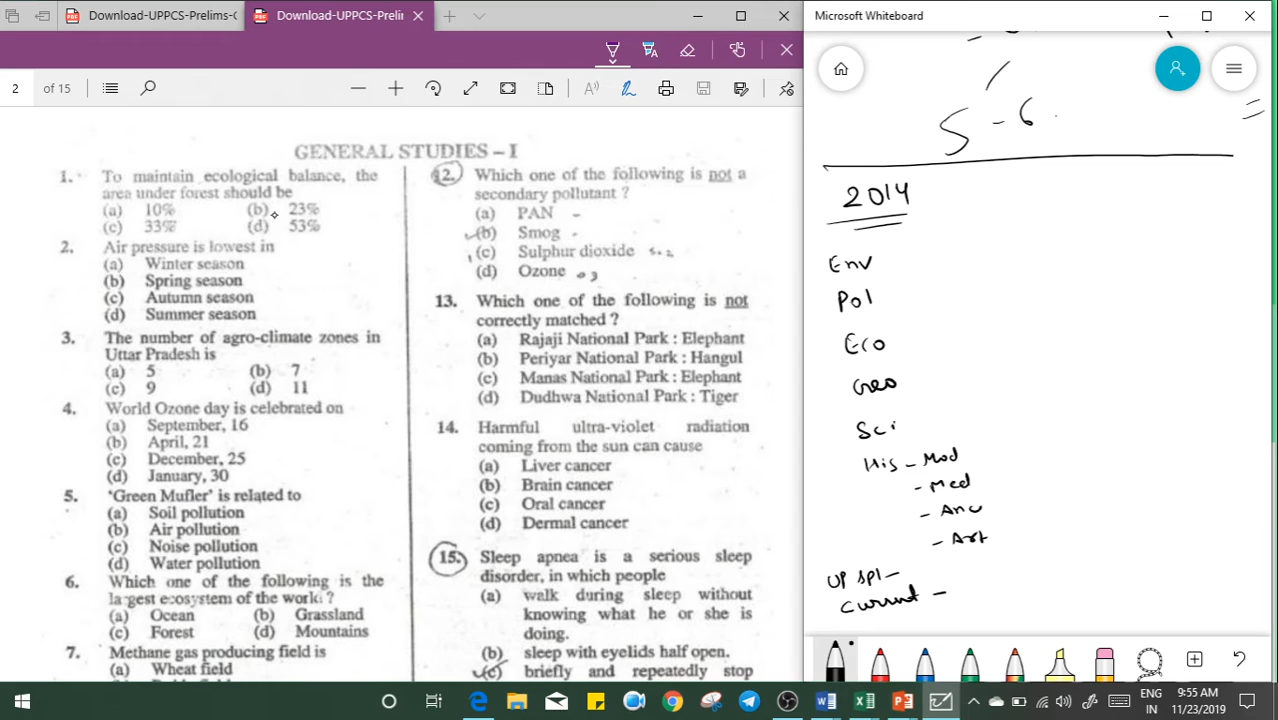 Download-UPPCS-Prelims-C
Download-UPPCS-Prelin
Microsoft Whiteboard
2 of 15
GENERAL STUDIES – I
1. To maintain ecological balance, the
area under forest should be
(a) 10% (b) 23%
(c) 33% (d) 53%
2. Air pressure is lowest in
(a) Winter season
(b) Spring season
(c) Autumn season
(d) Summer season
3. The number of agro-climate zones in
Uttar Pradesh is
(a) 5 (b) 7
(c) 9 (d) 11
4. World Ozone day is celebrated on
(a) September, 16
(b) April, 21
(c) December, 25
(d) January, 30
5. 'Green Mufler' is related to
(a) Soil pollution
(b) Air pollution
(c) Noise pollution
(d) Water pollution
6. Which one of the following is the
largest ecosystem of the work ?
(a) Ocean (b) Grassland
(c) Forest (d) Mountains
7. Methane gas producing field is
(a) Wheat field
12. Which one of the following is not a
secondary pollutant ?
(a) PAN -
(b) Smog -
(c) Sulphur dioxide
(d) Ozone
13. Which one of the following is not
correctly matched ?
(a) Rajaji National Park : Elephant
(b) Periyar National Park : Hangul
(c) Manas National Park : Elephant
(d) Dudhwa National Park : Tiger
14. Harmful ultra-violet radiation
coming from the sun can cause
(a) Liver cancer
(b) Brain cancer
(c) Oral cancer
(d) Dermal cancer
15. Sleep apnea is a serious sleep
disorder, in which people
(a) walk during sleep without
knowing what he or she is
doing.
(b) sleep with eyelids half open.
(c) briefly and repeatedly stop
5 - 6
=
2014
Env
Pol
Eco
Geo
Sci
His - Mod
- Med
- Anc
- Art
UP spl -
Current -
ENG
IN
9:55 AM
11/23/2019